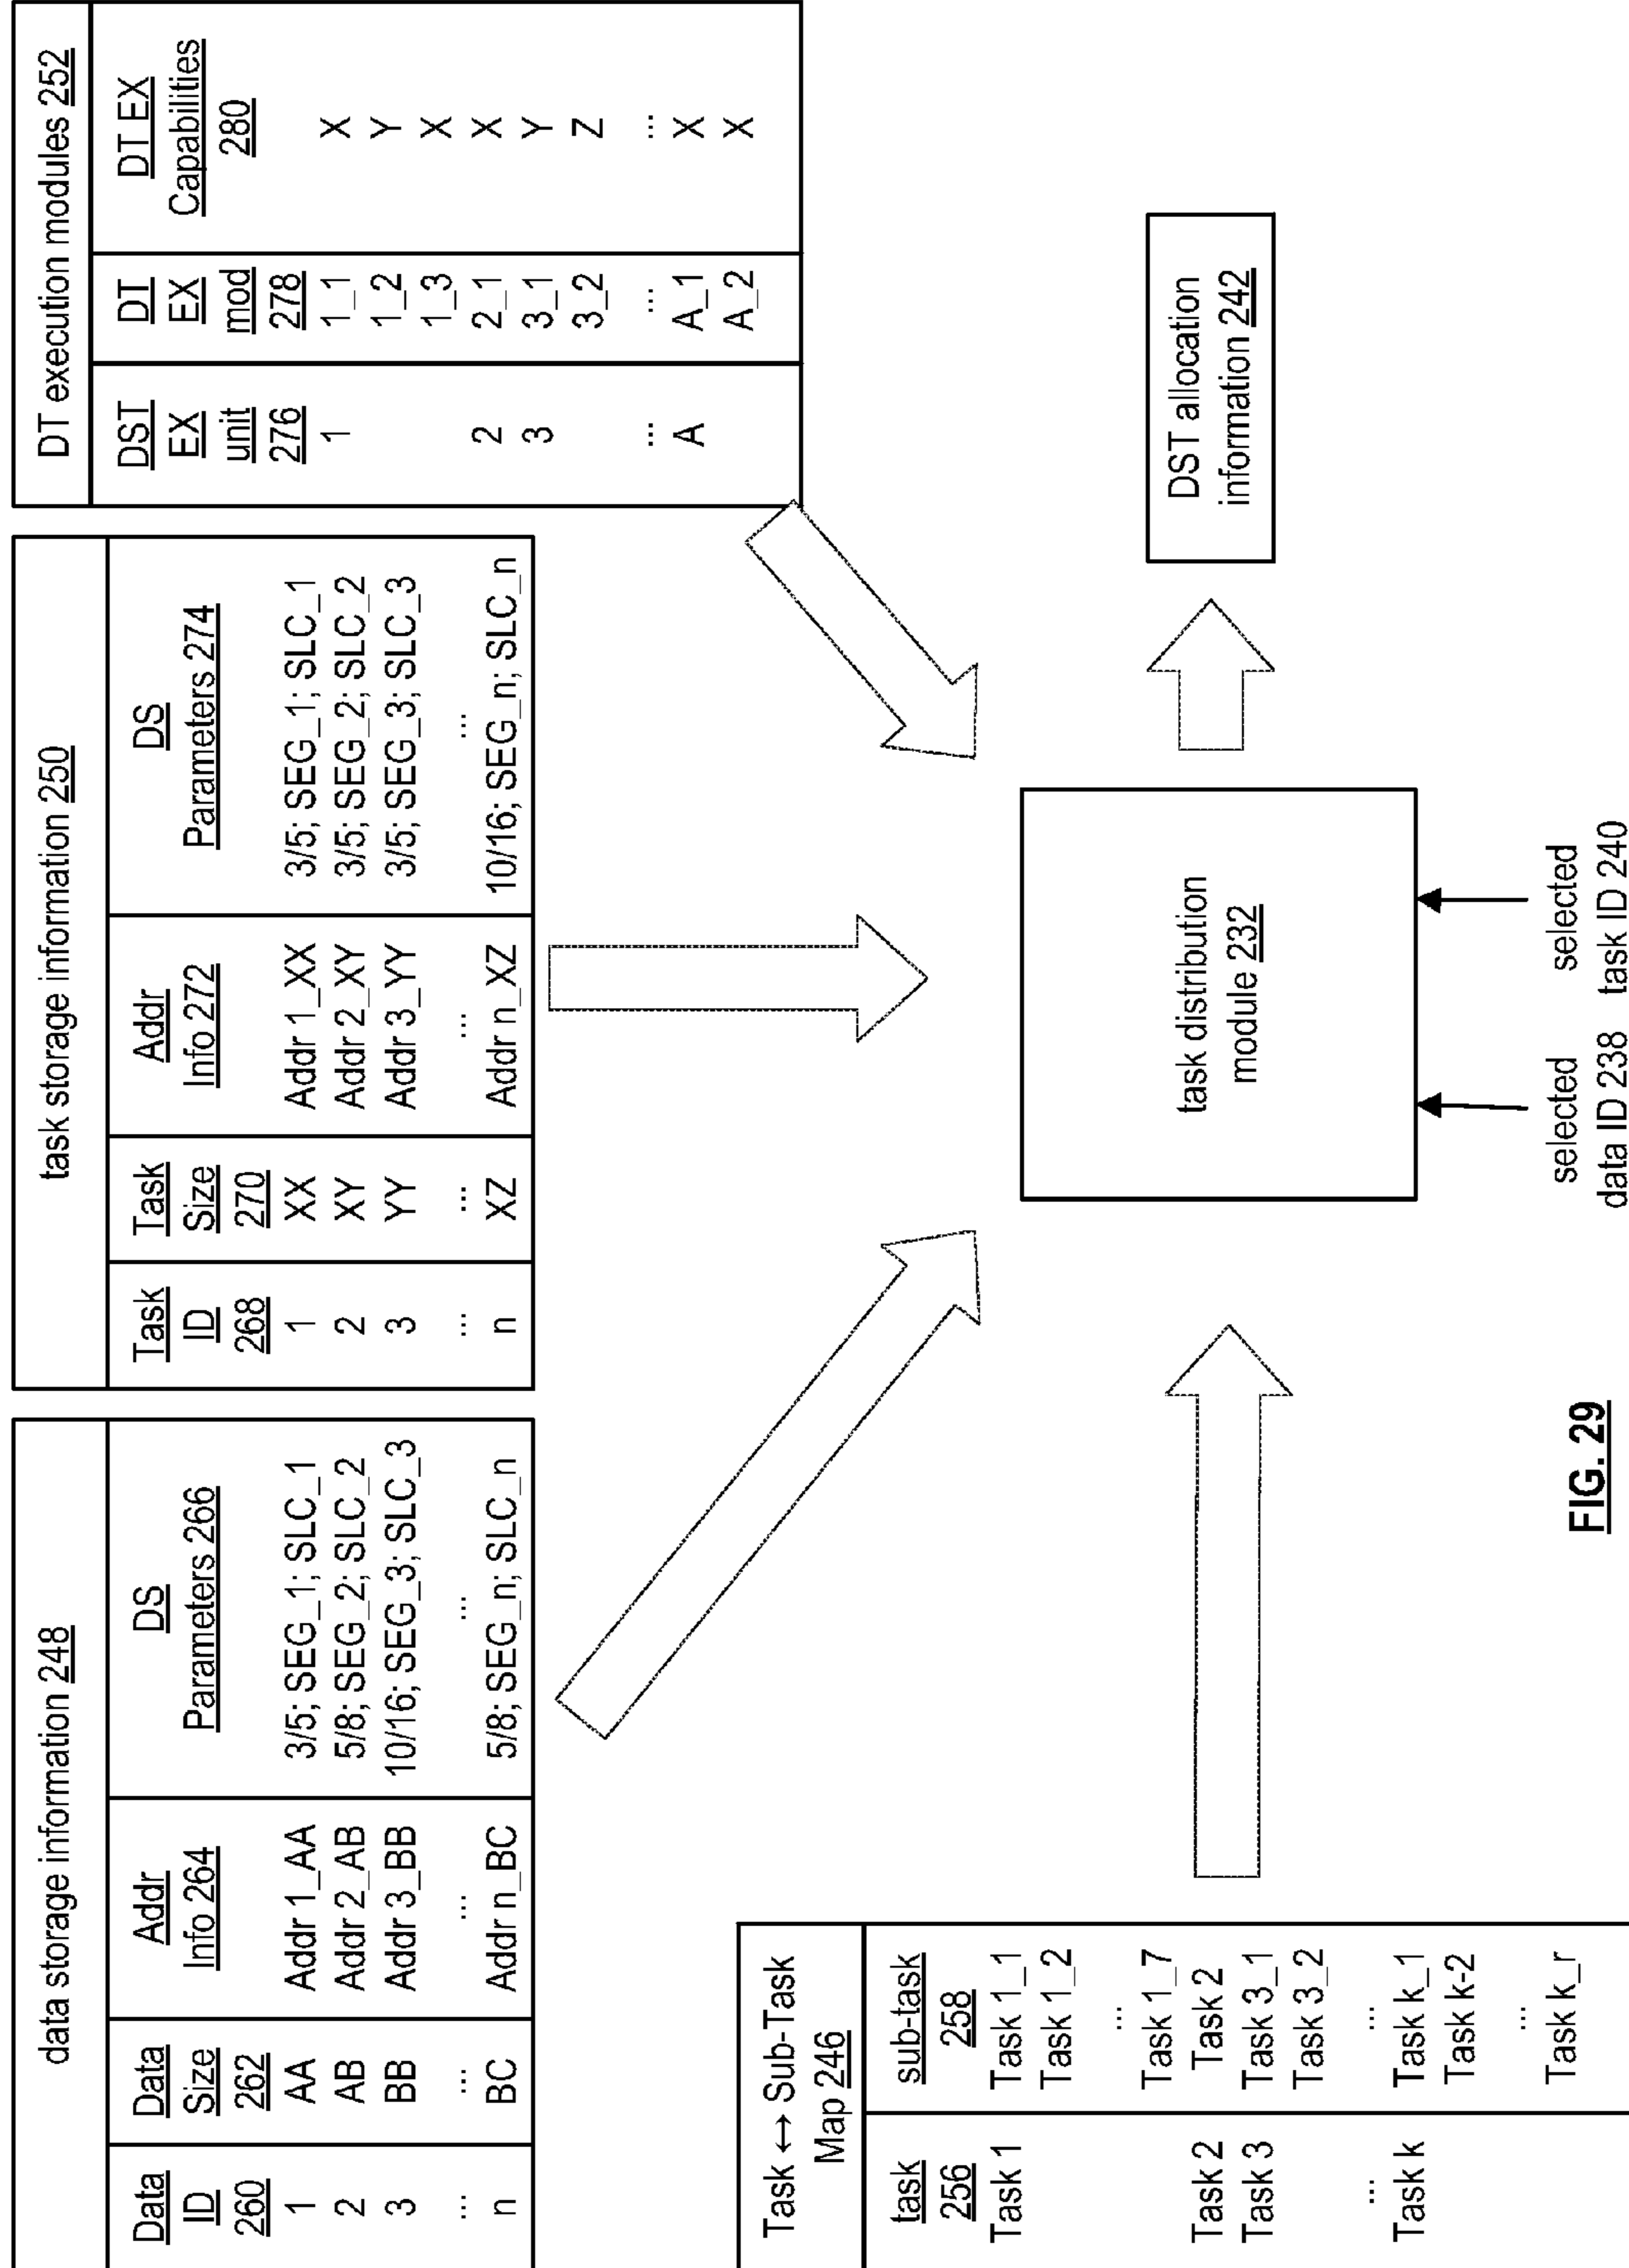 data storage information 248
Data ID 260 Data Size 262 Addr Info 264 DS Parameters 266
1 AA Addr 1_AA 3/5; SEG_1; SLC_1
2 AB Addr 2_AB 5/8; SEG_2; SLC_2
3 BB Addr 3_BB 10/16; SEG_3; SLC_3
... ... ... ...
n BC Addr n_BC 5/8; SEG_n; SLC_n
task storage information 250
Task ID 268 Task Size 270 Addr Info 272 DS Parameters 274
1 XX Addr 1_XX 3/5; SEG_1; SLC_1
2 XY Addr 2_XY 3/5; SEG_2; SLC_2
3 YY Addr 3_YY 3/5; SEG_3; SLC_3
... ... ... ...
n XZ Addr n_XZ 10/16; SEG_n; SLC_n
DT execution modules 252
DST EX unit 276 DT EX mod 278 DT EX Capabilities 280
1 1_1 X
1_2 Y
1_3 X
2 2_1 X
3 3_1 Y
3_2 Z
... ... ...
A A_1 X
A_2 X
Task ↔ Sub-Task
Map 246
task 256 sub-task 258
Task 1 Task 1_1
Task 1_2
...
Task 1_7
Task 2 Task 2
Task 3 Task 3_1
Task 3_2
... ...
Task k Task k_1
Task k-2
...
Task k_r
task distribution
module 232
DST allocation
information 242
selected
data ID 238
selected
task ID 240
FIG. 29